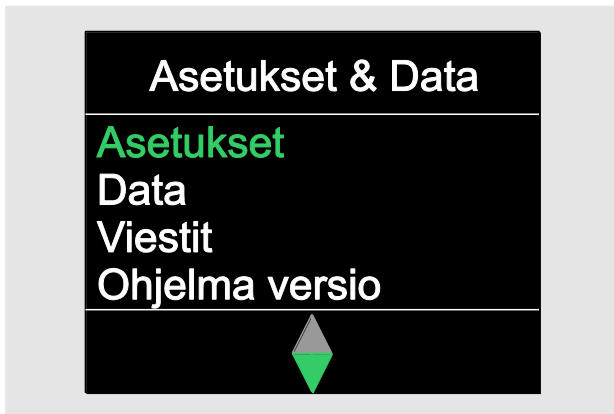 Asetukset & Data
Asetukset
Data
Viestit
Ohjelma versio